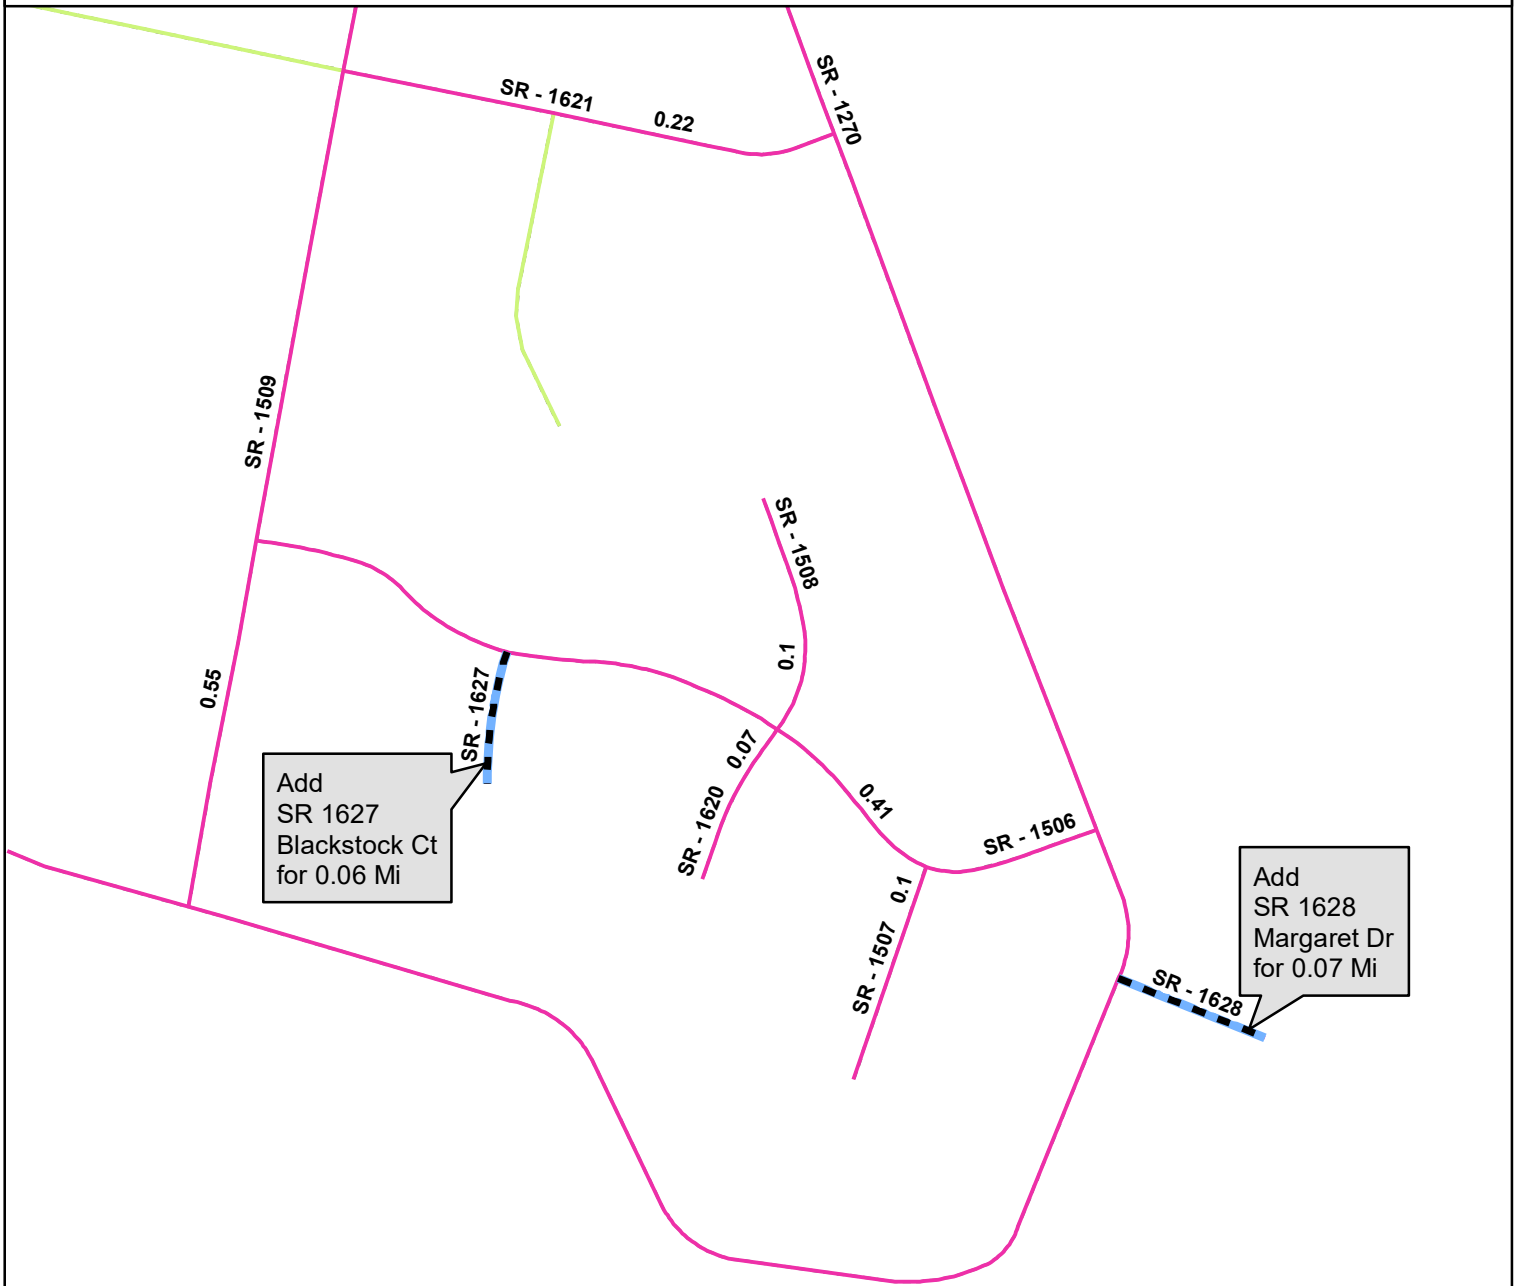 SR - 1621
0.22
SR - 1270
SR - 1509
0.55
SR - 1508
0.1
SR - 1627
Add
SR 1627
Blackstock Ct
for 0.06 Mi
0.07
SR - 1620
0.41
SR - 1506
0.1
SR - 1507
Add
SR 1628
Margaret Dr
for 0.07 Mi
SR - 1628